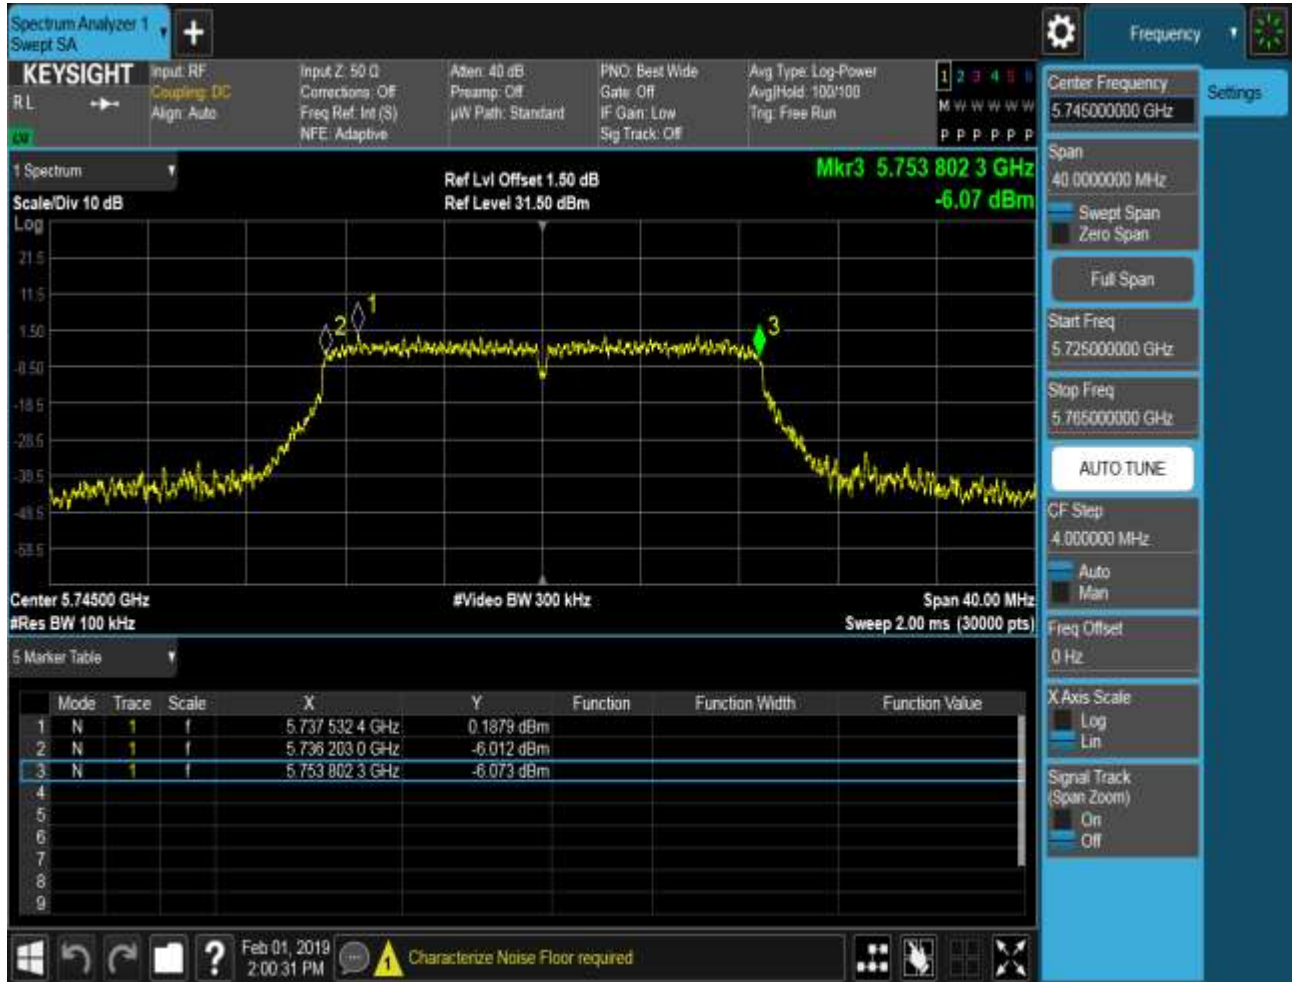 Spectrum Analyzer 1
Swept SA
+
Frequency
KEYSIGHT
RL
Input: RF
Coupling: DC
Align: Auto
Input Z: 50 Ω
Corrections: Off
Freq Ref: Int (S)
NFE: Adaptive
Atten: 40 dB
Preamp: Off
µW Path: Standard
PNO: Best Wide
Gate: Off
IF Gain: Low
Sig Track: Off
Avg Type: Log-Power
Avg|Hold: 100/100
Trig: Free Run
1 2 3 4 5 6
M W W W W W
P P P P P P
1 Spectrum
Scale/Div 10 dB
Ref Lvl Offset 1.50 dB
Ref Level 31.50 dBm
Mkr3 5.753 802 3 GHz
-6.07 dBm
Log
21.5
11.5
1.50
-8.50
-18.5
-28.5
-38.5
-48.5
-58.5
1
2
3
Center 5.74500 GHz
#Video BW 300 kHz
Span 40.00 MHz
#Res BW 100 kHz
Sweep 2.00 ms (30000 pts)
5 Marker Table
Mode Trace Scale X Y Function Function Width Function Value
1 N 1 f 5.737 532 4 GHz 0.1879 dBm
2 N 1 f 5.736 203 0 GHz -6.012 dBm
3 N 1 f 5.753 802 3 GHz -6.073 dBm
4
5
6
7
8
9
?
Feb 01, 2019
2:00:31 PM
1
Characterize Noise Floor required
Center Frequency
5.745000000 GHz
Settings
Span
40.0000000 MHz
Swept Span
Zero Span
Full Span
Start Freq
5.725000000 GHz
Stop Freq
5.765000000 GHz
AUTO TUNE
CF Step
4.000000 MHz
Auto
Man
Freq Offset
0 Hz
X Axis Scale
Log
Lin
Signal Track
(Span Zoom)
On
Off